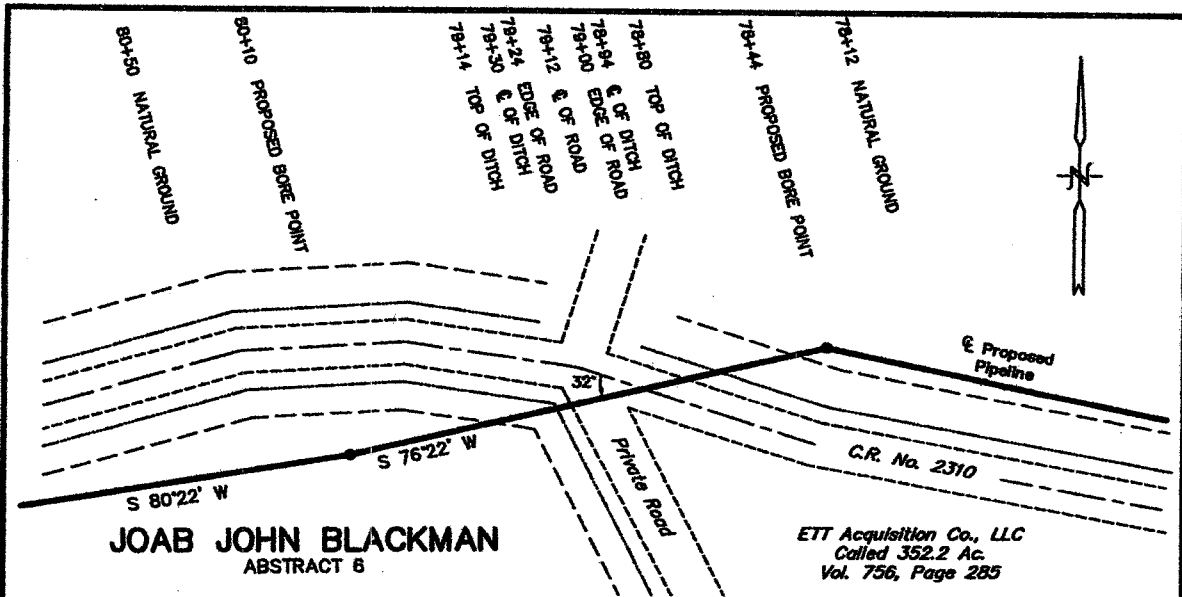 80+50 NATURAL GROUND
80+10 PROPOSED BORE POINT
79+14 TOP OF DITCH
79+30 ℄ OF DITCH
79+24 EDGE OF ROAD
79+12 ℄ OF ROAD
79+00 EDGE OF ROAD
78+94 ℄ OF DITCH
78+80 TOP OF DITCH
78+44 PROPOSED BORE POINT
78+12 NATURAL GROUND
N
℄ Proposed
Pipeline
32°
C.R. No. 2310
Private Road
S 76°22' W
S 80°22' W
JOAB JOHN BLACKMAN
ABSTRACT 6
ETT Acquisition Co., LLC
Called 352.2 Ac.
Vol. 756, Page 285